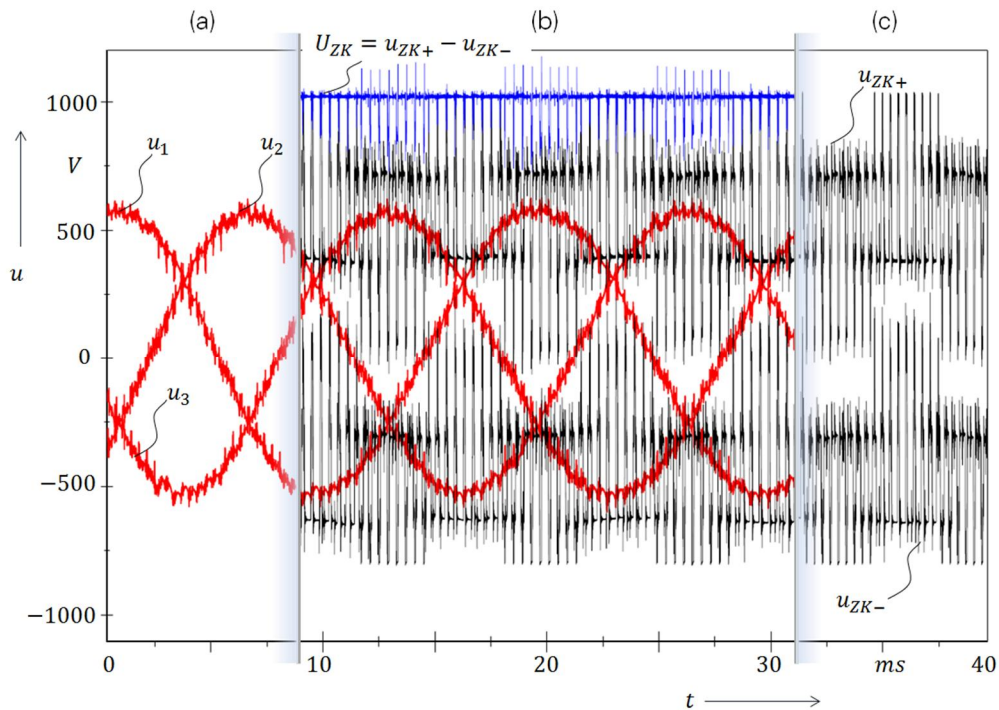 (a) (b) (c)
U_ZK = u_ZK+ − u_ZK−
u_ZK+
1000
u_1 u_2
V
500
u
0
u_3
−500
u_ZK−
−1000
0 10 20 30 ms 40
t